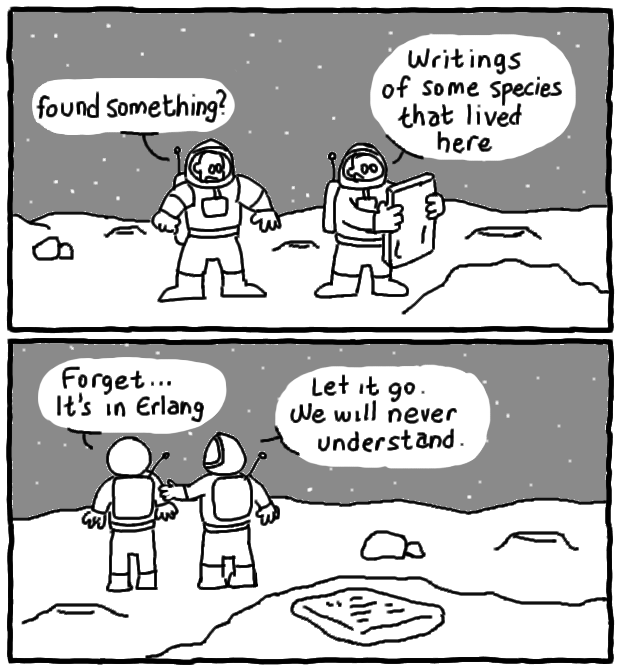 found something?
Writings
of some species
that lived
here
Forget...
It's in Erlang
Let it go.
We will never
understand.